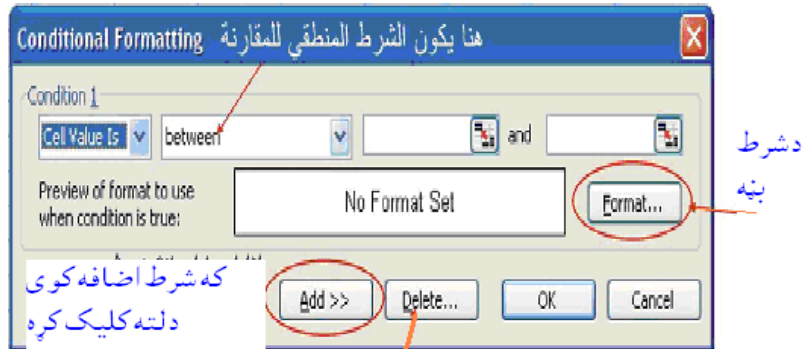 Conditional Formatting هنا يكون الشرط المنطقي للمقارنة
Condition 1
Cell Value Is between and
Preview of format to use
when condition is true:
No Format Set
Format...
دشرط
بڼه
که شرط اضافه کوی
دلته کلیک کړه
Add >> Delete... OK Cancel